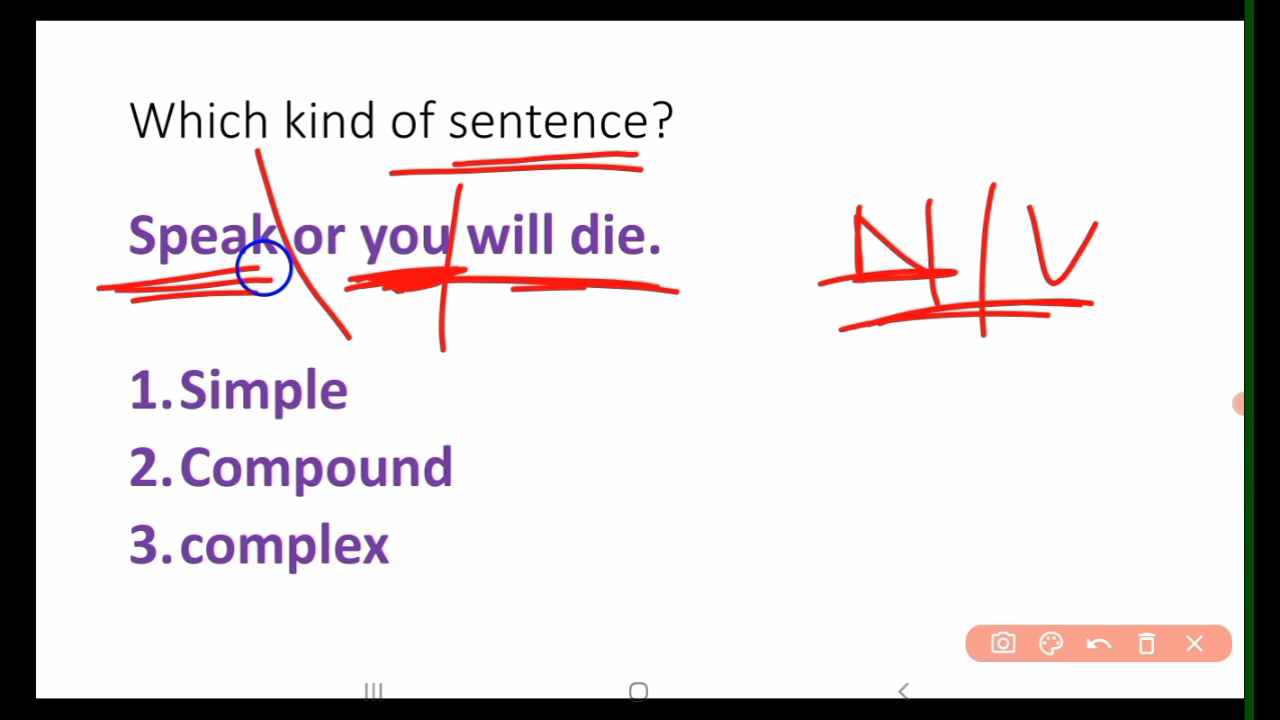 Which kind of sentence?
Speak or you will die.
N V
1. Simple
2. Compound
3. complex